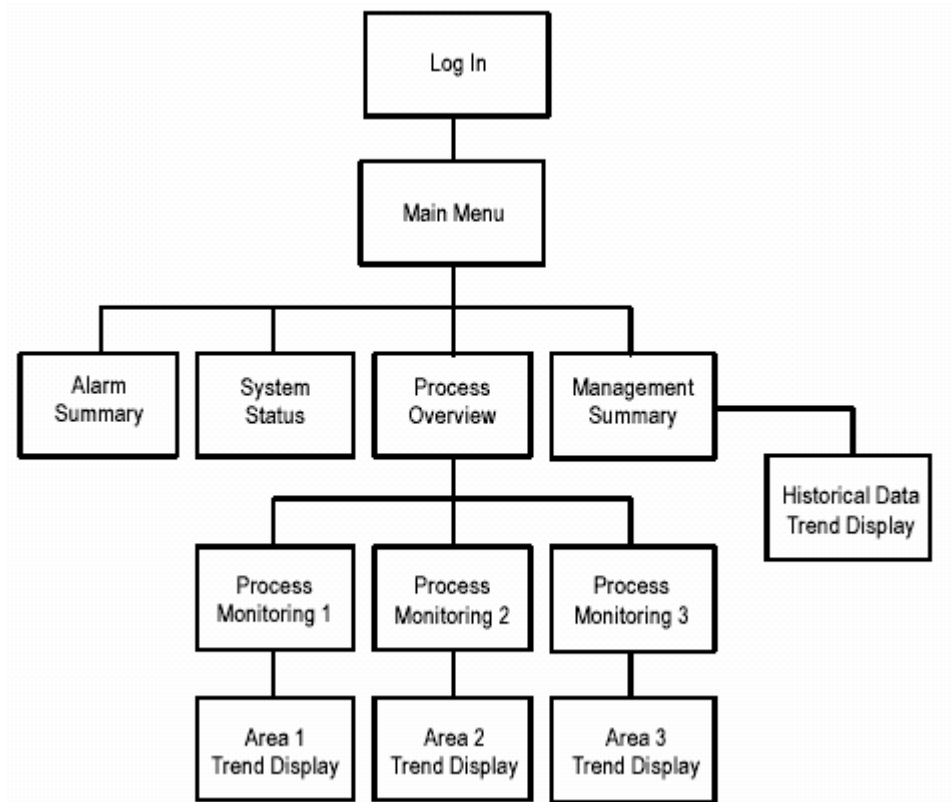 Log In
Main Menu
Alarm
Summary
System
Status
Process
Overview
Management
Summary
Historical Data
Trend Display
Process
Monitoring 1
Process
Monitoring 2
Process
Monitoring 3
Area 1
Trend Display
Area 2
Trend Display
Area 3
Trend Display